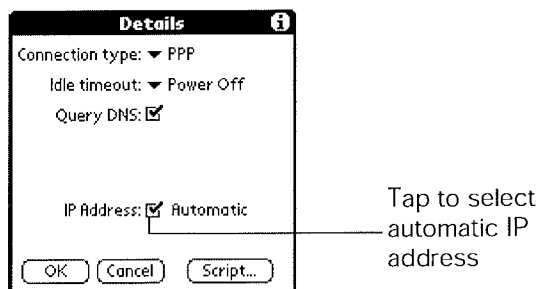 Details
Connection type: PPP
Idle timeout: Power Off
Query DNS:
IP Address: Automatic
OK Cancel Script...
Tap to select
automatic IP
address